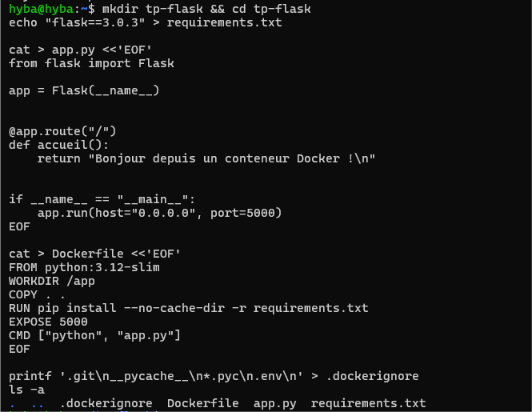 hyba@hyba:~$ mkdir tp-flask && cd tp-flask
echo "flask==3.0.3" > requirements.txt

cat > app.py <<'EOF'
from flask import Flask

app = Flask(__name__)


@app.route("/")
def accueil():
    return "Bonjour depuis un conteneur Docker !\n"


if __name__ == "__main__":
    app.run(host="0.0.0.0", port=5000)
EOF

cat > Dockerfile <<'EOF'
FROM python:3.12-slim
WORKDIR /app
COPY . .
RUN pip install --no-cache-dir -r requirements.txt
EXPOSE 5000
CMD ["python", "app.py"]
EOF

printf '.git\n__pycache__\n*.pyc\n.env\n' > .dockerignore
ls -a
.  ..  .dockerignore  Dockerfile  app.py  requirements.txt